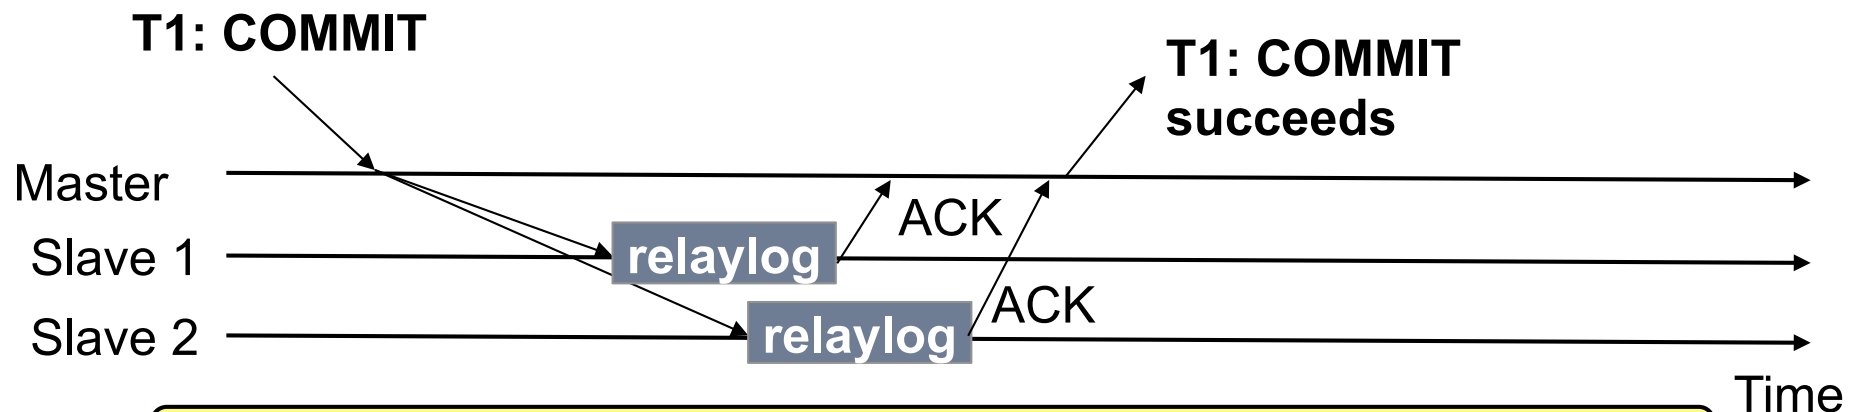 T1: COMMIT
T1: COMMIT
succeeds
Master
ACK
Slave 1
relaylog
ACK
Slave 2
relaylog
Time